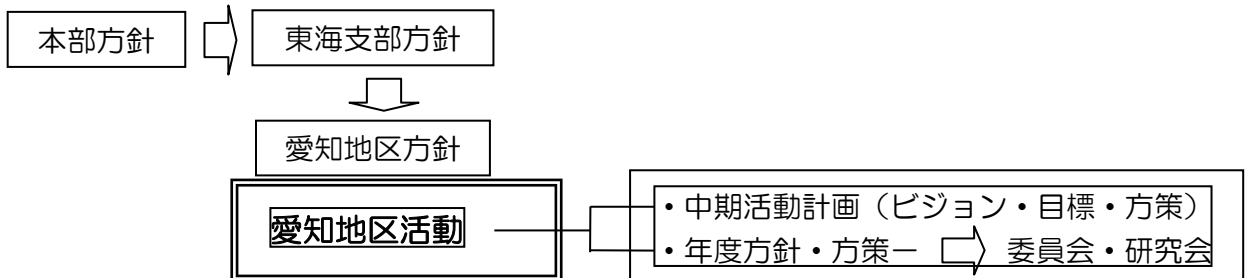 本部方針
東海支部方針
愛知地区方針
愛知地区活動
・中期活動計画（ビジョン・目標・方策）
・年度方針・方策ー 委員会・研究会